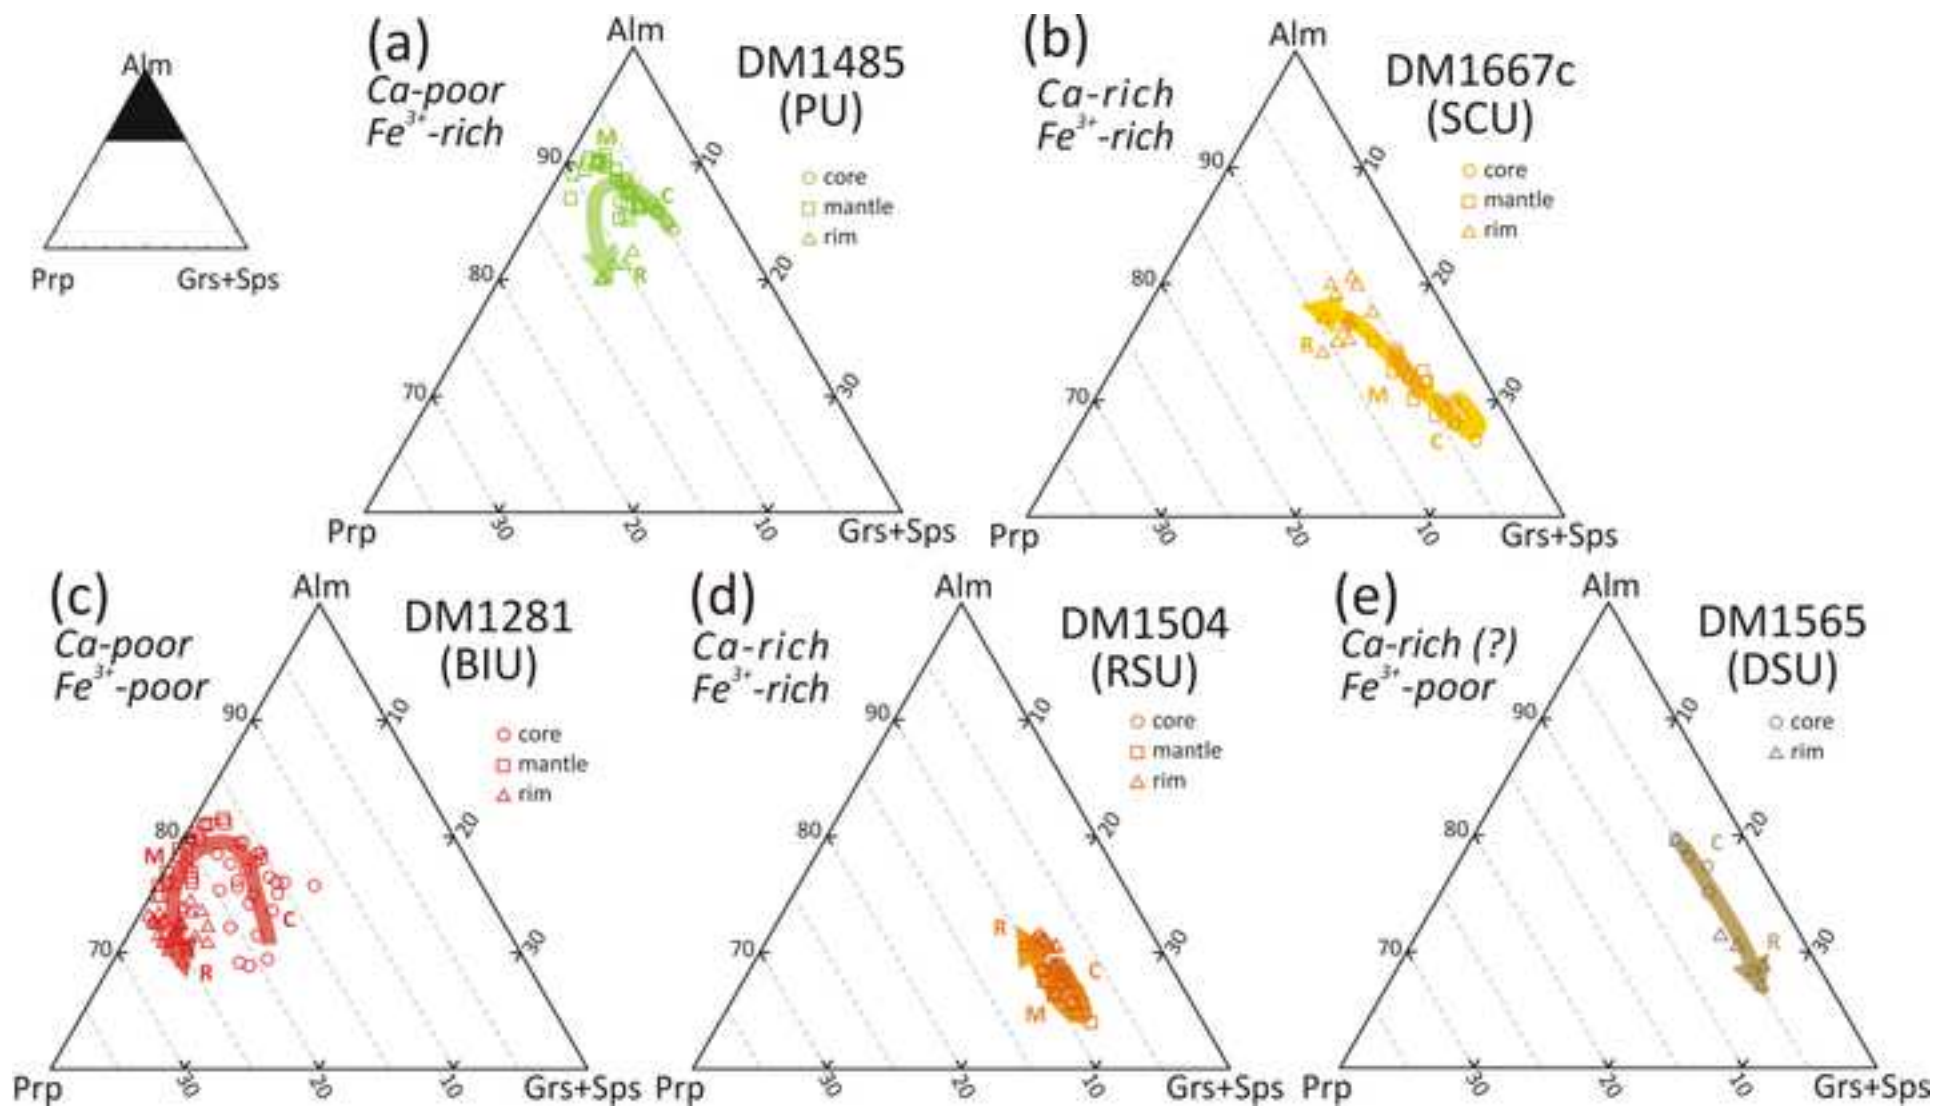 Alm
Prp
Grs+Sps
(a)
Ca-poor
Fe³⁺-rich
Alm
DM1485
(PU)
core
mantle
rim
M
C
R
90
80
70
10
20
30
30
20
10
Prp
Grs+Sps
(b)
Ca-rich
Fe³⁺-rich
Alm
DM1667c
(SCU)
core
mantle
rim
R
M
C
90
80
70
10
20
30
20
10
30
Prp
Grs+Sps
(c)
Ca-poor
Fe³⁺-poor
Alm
DM1281
(BIU)
core
mantle
rim
M
C
R
90
80
70
10
20
30
30
20
10
Prp
Grs+Sps
(d)
Ca-rich
Fe³⁺-rich
Alm
DM1504
(RSU)
core
mantle
rim
R
C
M
90
80
70
10
20
30
30
20
10
Prp
Grs+Sps
(e)
Ca-rich (?)
Fe³⁺-poor
Alm
DM1565
(DSU)
core
rim
C
R
90
80
70
10
20
30
30
20
10
Prp
Grs+Sps